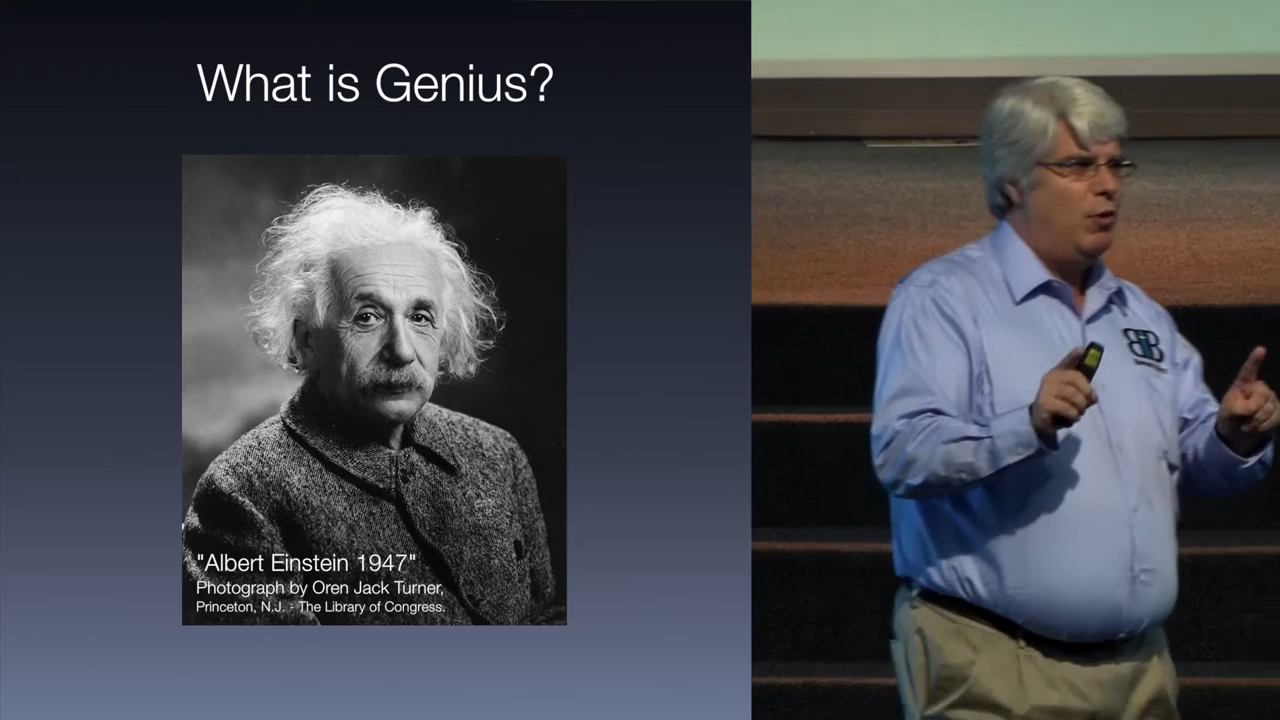 What is Genius?
"Albert Einstein 1947"
Photograph by Oren Jack Turner,
Princeton, N.J. - The Library of Congress.